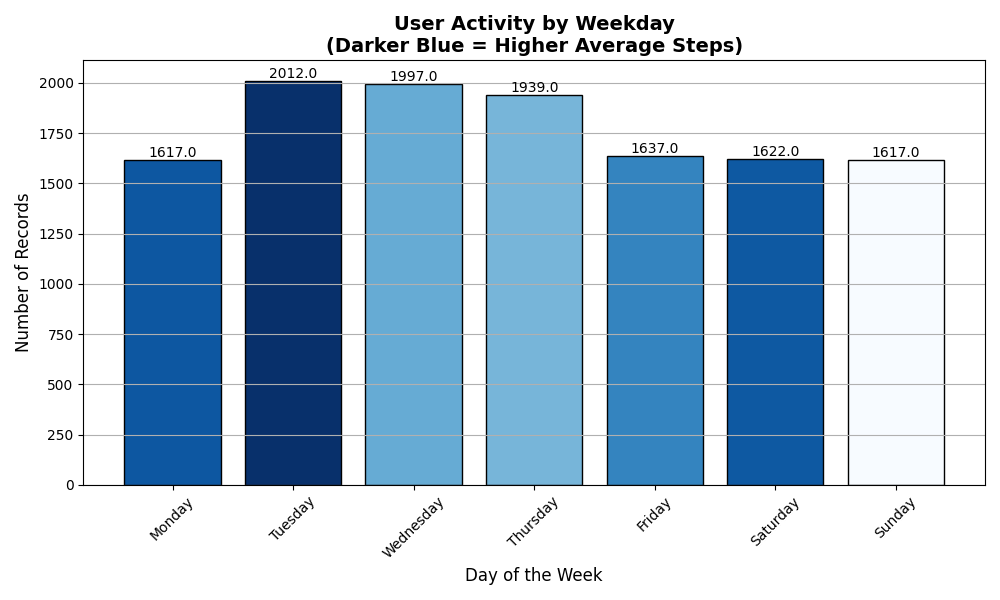 User Activity by Weekday
(Darker Blue = Higher Average Steps)
Number of Records
2000
1750
1500
1250
1000
750
500
250
0
1617.0
2012.0
1997.0
1939.0
1637.0
1622.0
1617.0
Monday
Tuesday
Wednesday
Thursday
Friday
Saturday
Sunday
Day of the Week